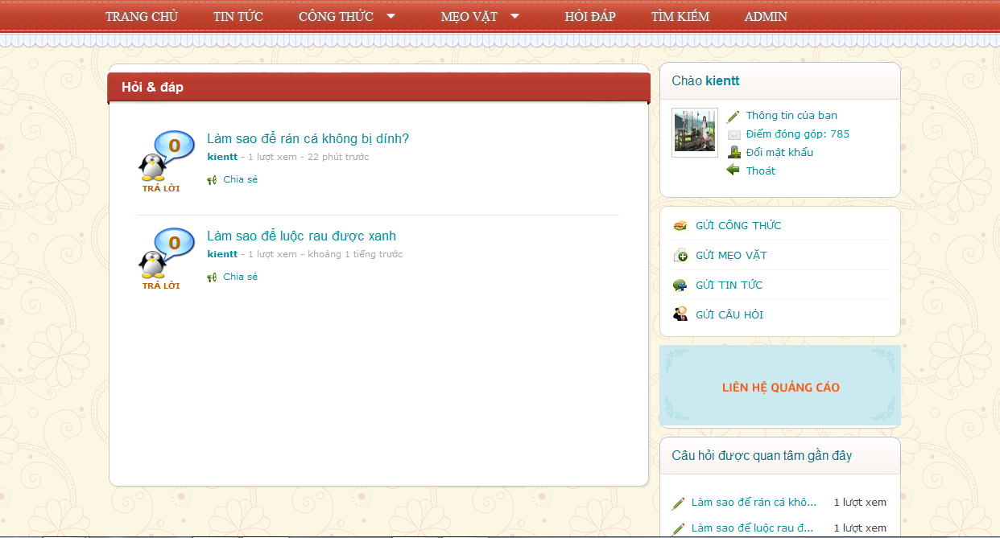 TRANG CHỦ TIN TỨC CÔNG THỨC MẸO VẶT HỎI ĐÁP TÌM KIẾM ADMIN
Hỏi & đáp
0
TRẢ LỜI
Làm sao để rán cá không bị dính?
kientt - 1 lượt xem - 22 phút trước
Chia sẻ
0
TRẢ LỜI
Làm sao để luộc rau được xanh
kientt - 1 lượt xem - khoảng 1 tiếng trước
Chia sẻ
Chào kientt
Thông tin của bạn
Điểm đóng góp: 785
Đổi mật khẩu
Thoát
GỬI CÔNG THỨC
GỬI MẸO VẶT
GỬI TIN TỨC
GỬI CÂU HỎI
LIÊN HỆ QUẢNG CÁO
Câu hỏi được quan tâm gần đây
Làm sao để rán cá khô... 1 lượt xem
Làm sao để luộc rau đ... 1 lượt xem